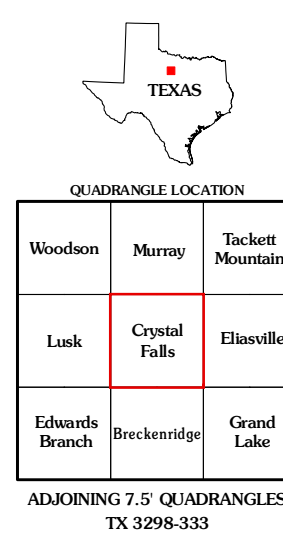 TEXAS
QUADRANGLE LOCATION
Woodson
Murray
Tackett
Mountain
Lusk
Crystal
Falls
Eliasville
Edwards
Branch
Breckenridge
Grand
Lake
ADJOINING 7.5' QUADRANGLES
TX 3298-333